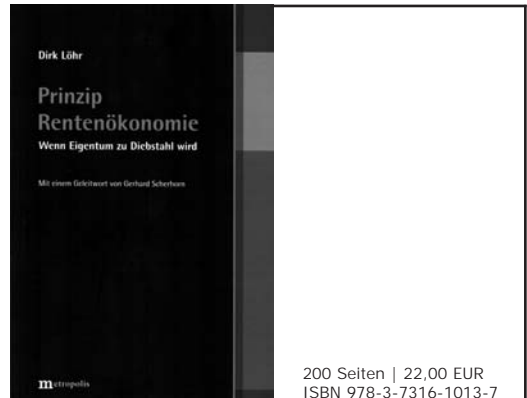 Dirk Löhr
Prinzip
Rentenökonomie
Wenn Eigentum zu Diebstahl wird
Mit einem Geleitwort von Gerhard Scherhorn
metropolis
200 Seiten | 22,00 EUR
ISBN 978-3-7316-1013-7